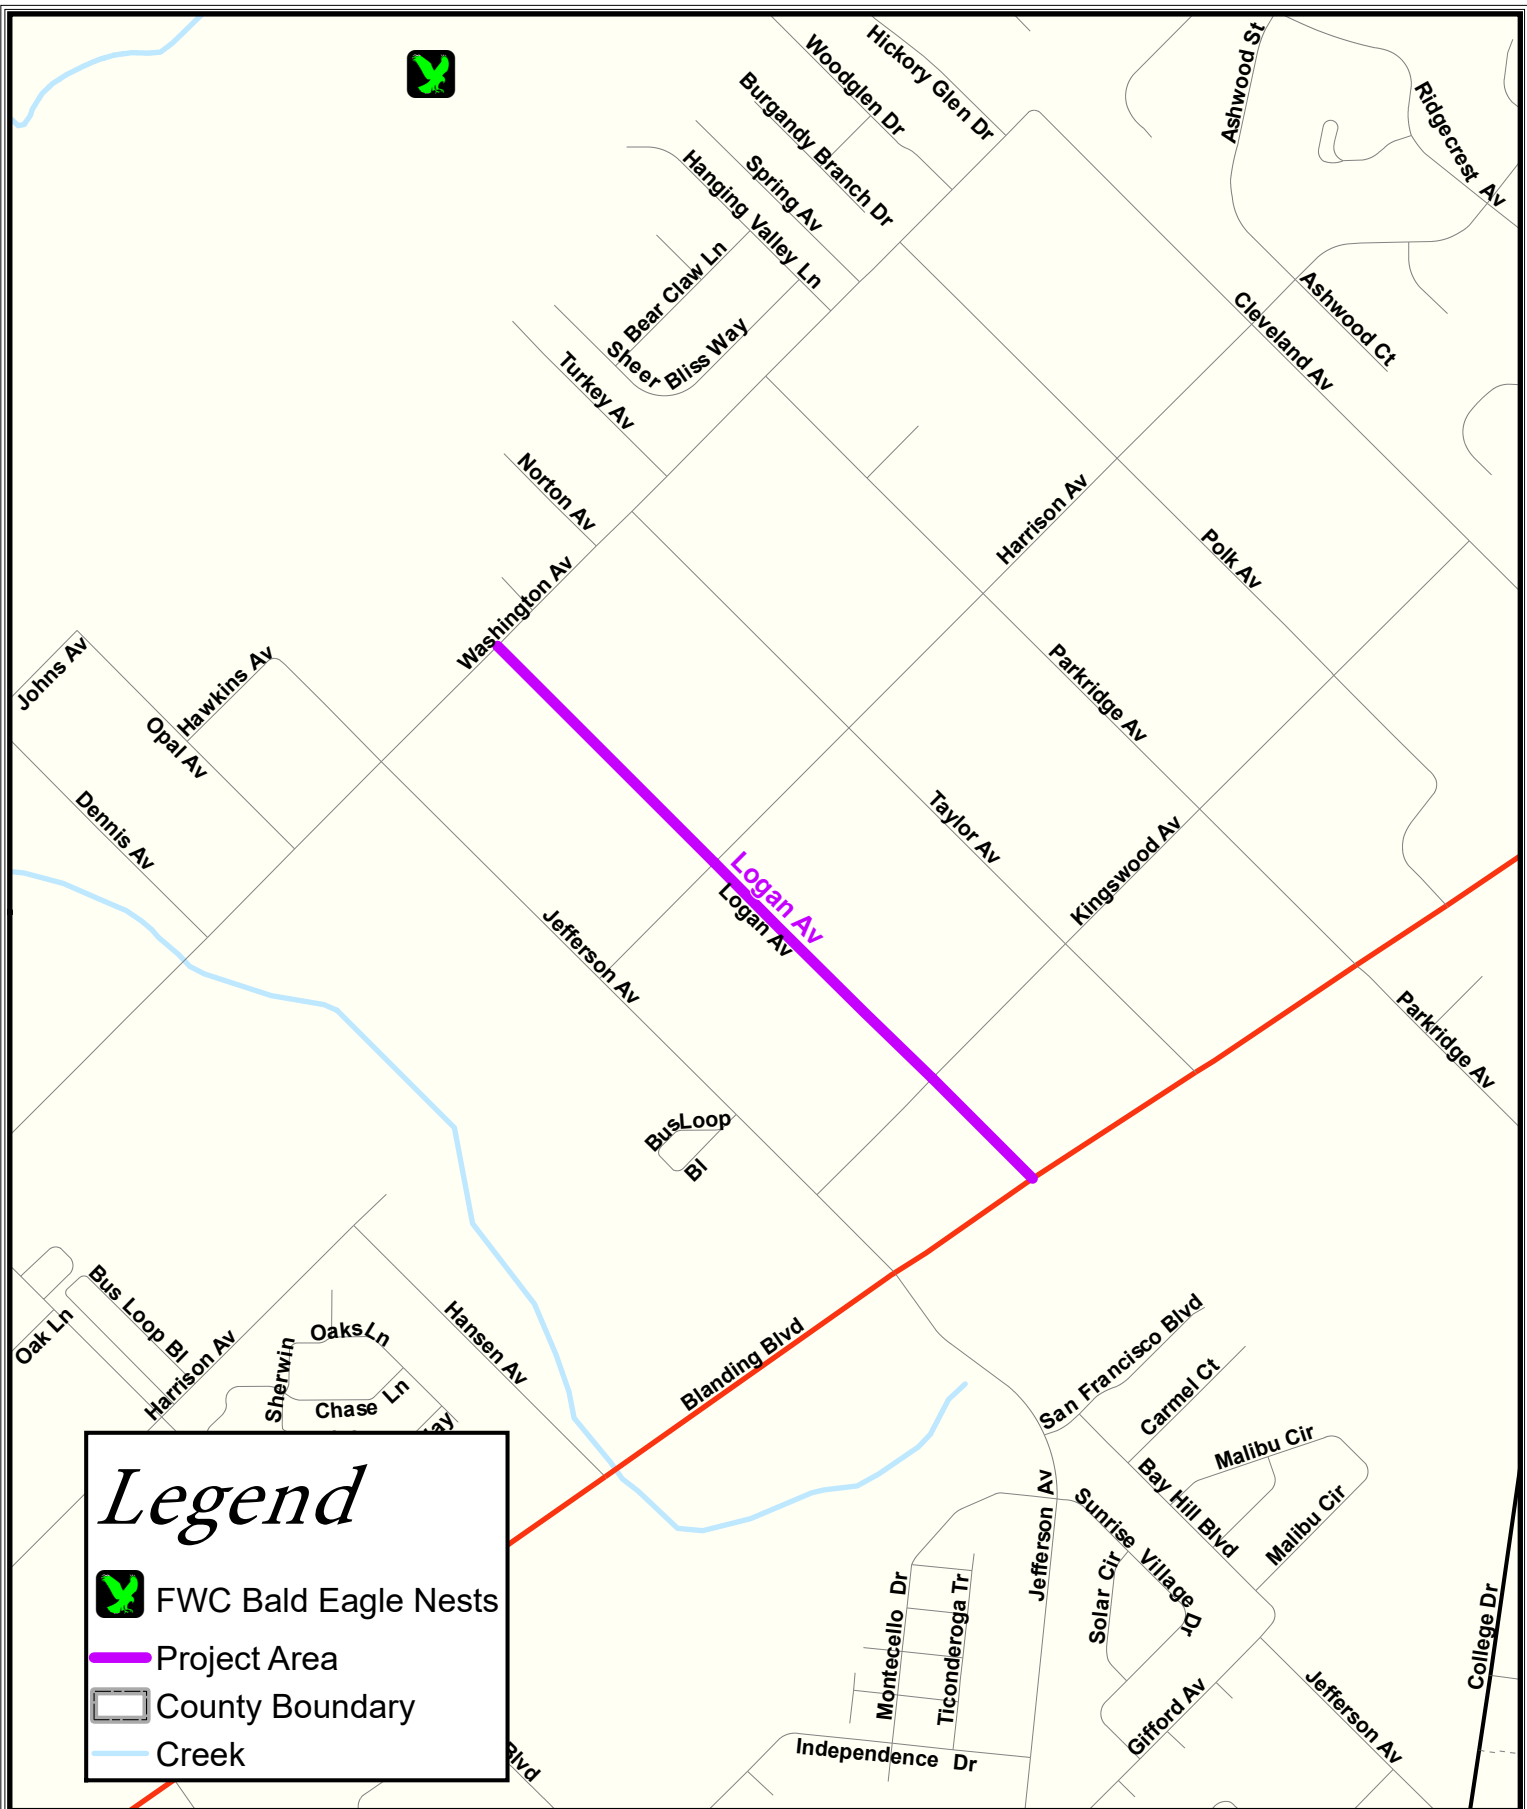 Hickory Glen Dr
Woodglen Dr
Burgandy Branch Dr
Ashwood St
Ridgecrest Av
Spring Av
Hanging Valley Ln
Bear Claw Ln
Sheer Bliss Way
Ashwood Ct
Cleveland Av
Turkey Av
Norton Av
Harrison Av
Polk Av
Washington Av
Johns Av
Hawkins Av
Opal Av
Parkridge Av
Dennis Av
Taylor Av
Kingswood Av
Logan Av
Logan Av
Jefferson Av
Parkridge Av
Bus Loop Bl
Bus Loop Bl
Oak Ln
Harrison Av
Sherwin
Oaks Ln
Chase Ln
ay
Hansen Av
Blanding Blvd
San Francisco Blvd
Carmel Ct
Malibu Cir
Bay Hill Blvd
Malibu Cir
Jefferson Av
Sunrise Village Dr
Solar Cir
Montecello Dr
Ticonderoga Tr
College Dr
Gifford Av
Jefferson Av
Independence Dr
Blvd
Legend
FWC Bald Eagle Nests
Project Area
County Boundary
Creek